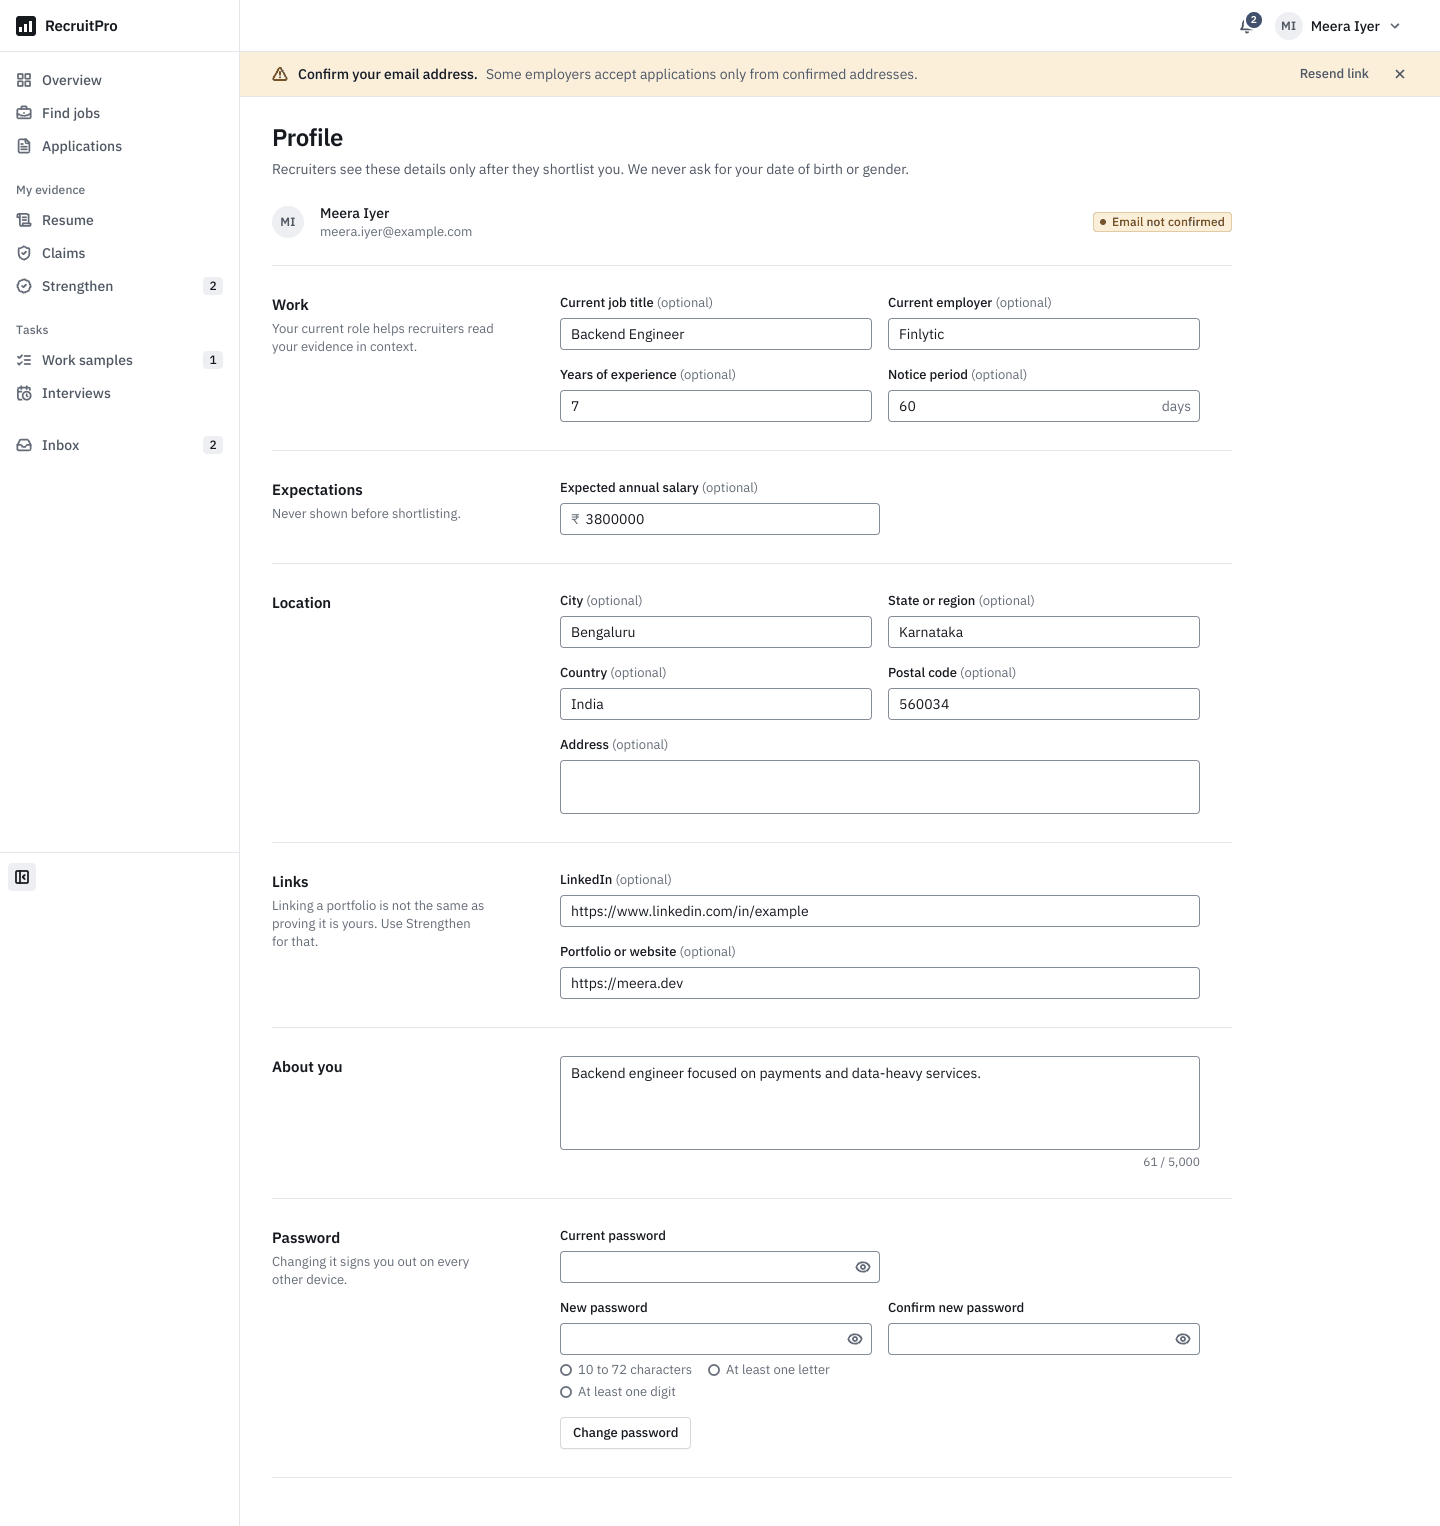 RecruitPro
2
MI
Meera Iyer
Overview
Find jobs
Applications
My evidence
Resume
Claims
Strengthen
2
Tasks
Work samples
1
Interviews
Inbox
2
Confirm your email address. Some employers accept applications only from confirmed addresses.
Resend link
Profile
Recruiters see these details only after they shortlist you. We never ask for your date of birth or gender.
MI
Meera Iyer
meera.iyer@example.com
Email not confirmed
Work
Your current role helps recruiters read
your evidence in context.
Current job title (optional)
Current employer (optional)
Backend Engineer
Finlytic
Years of experience (optional)
Notice period (optional)
7
60
days
Expectations
Never shown before shortlisting.
Expected annual salary (optional)
₹ 3800000
Location
City (optional)
State or region (optional)
Bengaluru
Karnataka
Country (optional)
Postal code (optional)
India
560034
Address (optional)
Links
Linking a portfolio is not the same as
proving it is yours. Use Strengthen
for that.
LinkedIn (optional)
https://www.linkedin.com/in/example
Portfolio or website (optional)
https://meera.dev
About you
Backend engineer focused on payments and data-heavy services.
61 / 5,000
Password
Changing it signs you out on every
other device.
Current password
New password
Confirm new password
10 to 72 characters
At least one letter
At least one digit
Change password